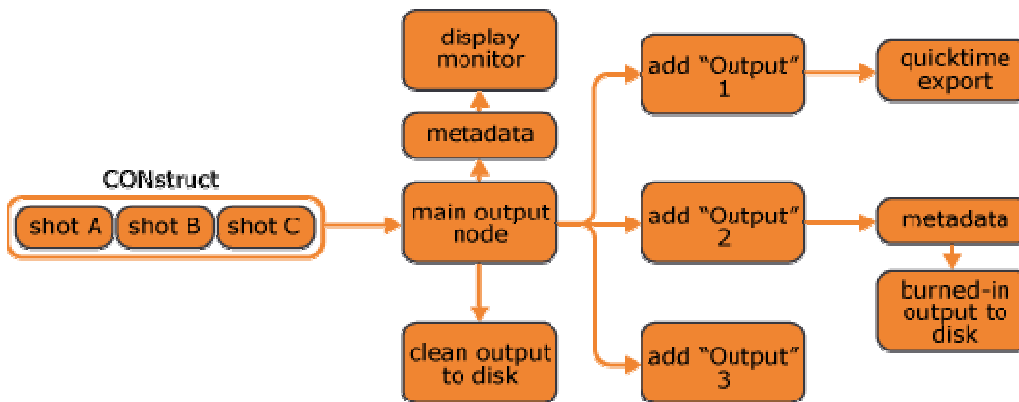 display
monitor
metadata
CONstruct
shot A
shot B
shot C
main output
node
clean output
to disk
add “Output”
1
quicktime
export
add “Output”
2
metadata
burned-in
output to
disk
add “Output”
3